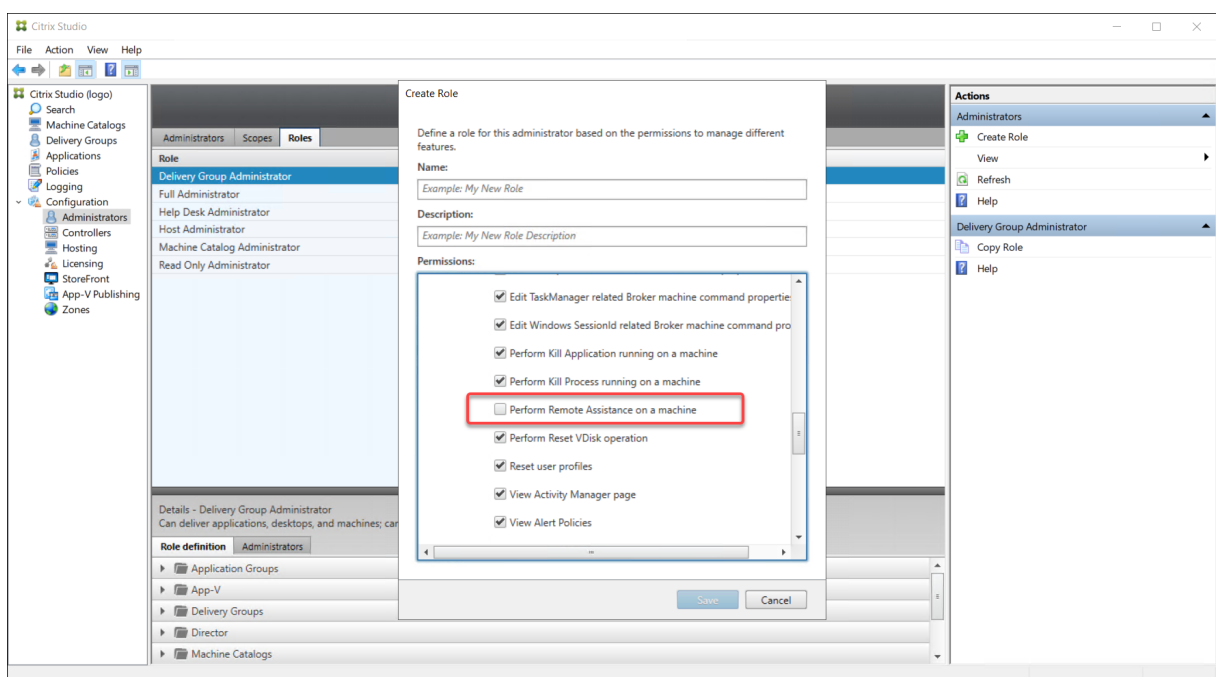 Citrix Studio
File Action View Help
Citrix Studio (logo)
Search
Machine Catalogs
Delivery Groups
Applications
Policies
Logging
Configuration
Administrators
Controllers
Hosting
Licensing
StoreFront
App-V Publishing
Zones
Administrators Scopes Roles
Role
Delivery Group Administrator
Full Administrator
Help Desk Administrator
Host Administrator
Machine Catalog Administrator
Read Only Administrator
Details - Delivery Group Administrator
Can deliver applications, desktops, and machines; car
Role definition Administrators
Application Groups
App-V
Delivery Groups
Director
Machine Catalogs
Create Role
Define a role for this administrator based on the permissions to manage different
features.
Name:
Example: My New Role
Description:
Example: My New Role Description
Permissions:
Edit TaskManager related Broker machine command propertie
Edit Windows SessionId related Broker machine command pro
Perform Kill Application running on a machine
Perform Kill Process running on a machine
Perform Remote Assistance on a machine
Perform Reset VDisk operation
Reset user profiles
View Activity Manager page
View Alert Policies
Save Cancel
Actions
Administrators
Create Role
View
Refresh
Help
Delivery Group Administrator
Copy Role
Help